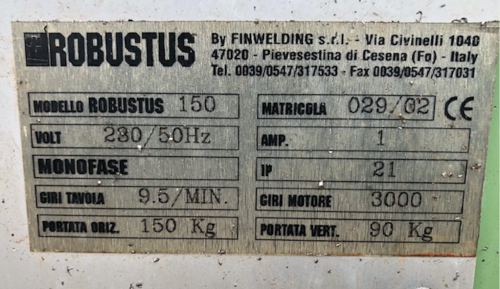 ROBUSTUS
By FINWELDING s.r.l. - Via Civinelli 1040
47020 - Pievesestina di Cesena (Fo) - Italy
Tel. 0039/0547/317533 - Fax 0039/0547/317031
MODELLO ROBUSTUS 150
MATRICOLA 029/02 CE
VOLT 230/50Hz
AMP. 1
MONOFASE
IP 21
GIRI TAVOLA 9.5/MIN.
GIRI MOTORE 3000
PORTATA ORIZ. 150 Kg
PORTATA VERT. 90 Kg